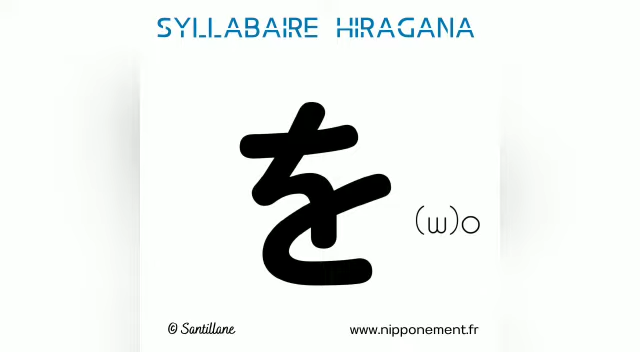 SYLLABAIRE HIRAGANA
を
(w)o
© Santillane
www.nipponement.fr